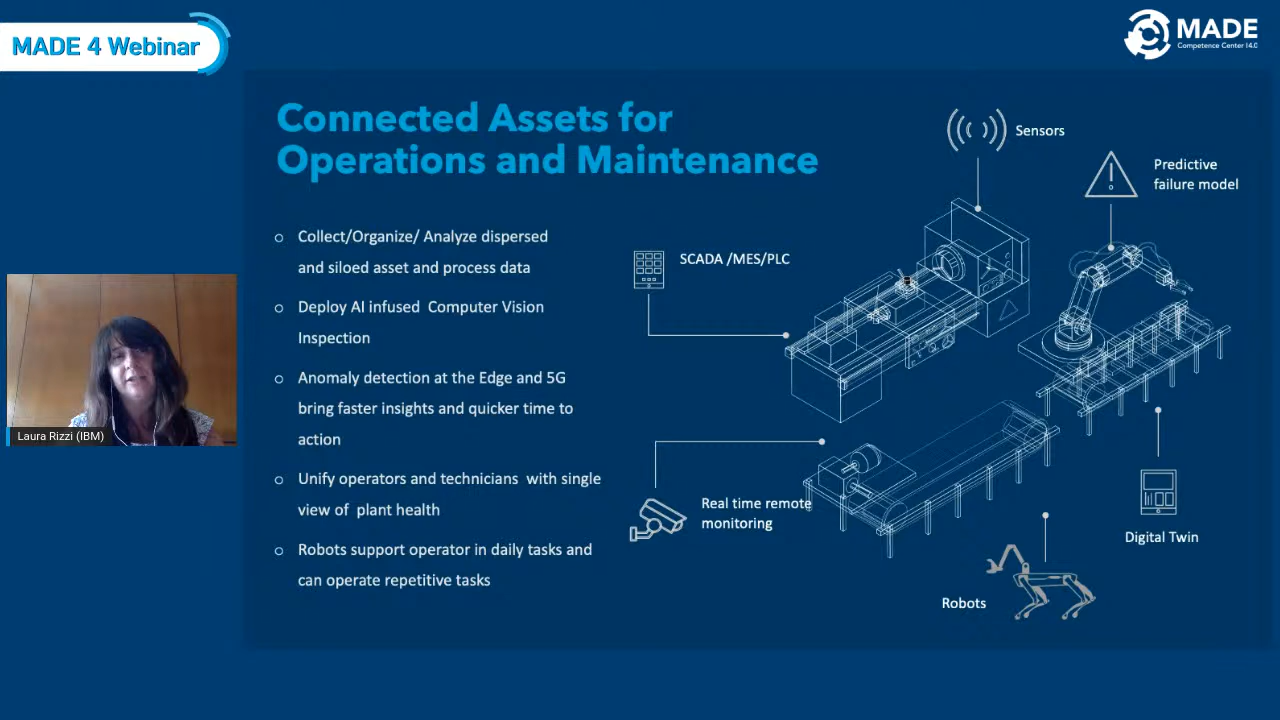 MADE 4 Webinar
MADE
Competence Center I4.0
Connected Assets for
Operations and Maintenance
Collect/Organize/ Analyze dispersed
and siloed asset and process data
Deploy AI infused  Computer Vision
Inspection
Anomaly detection at the Edge and 5G
bring faster insights and quicker time to
action
Unify operators and technicians  with single
view of  plant health
Robots support operator in daily tasks and
can operate repetitive tasks
Sensors
Predictive
failure model
SCADA /MES/PLC
Real time remote
monitoring
Digital Twin
Robots
Laura Rizzi (IBM)